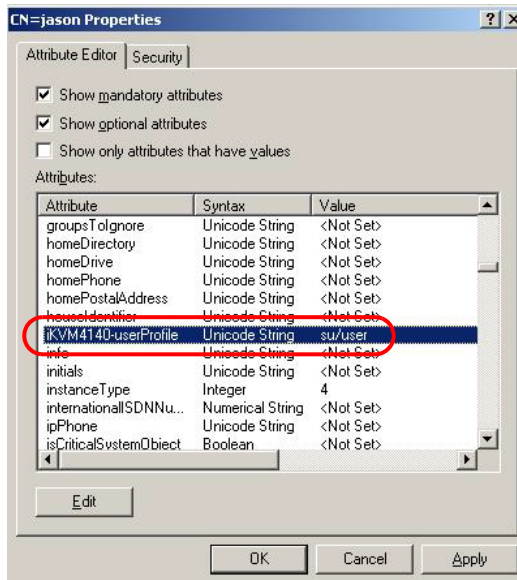 CN=jason Properties
Attribute Editor Security
Show mandatory attributes
Show optional attributes
Show only attributes that have values
Attributes:
Attribute Syntax Value
groupsToIgnore Unicode String <Not Set>
homeDirectory Unicode String <Not Set>
homeDrive Unicode String <Not Set>
homePhone Unicode String <Not Set>
homePostalAddress Unicode String <Not Set>
houseIdentifier Unicode String <Not Set>
iKVM4140-userProfile Unicode String su/user
info Unicode String <Not Set>
initials Unicode String <Not Set>
instanceType Integer 4
internationalISDNNu... Numerical String <Not Set>
ipPhone Unicode String <Not Set>
isCriticalSystemObject Boolean <Not Set>
Edit
OK Cancel Apply